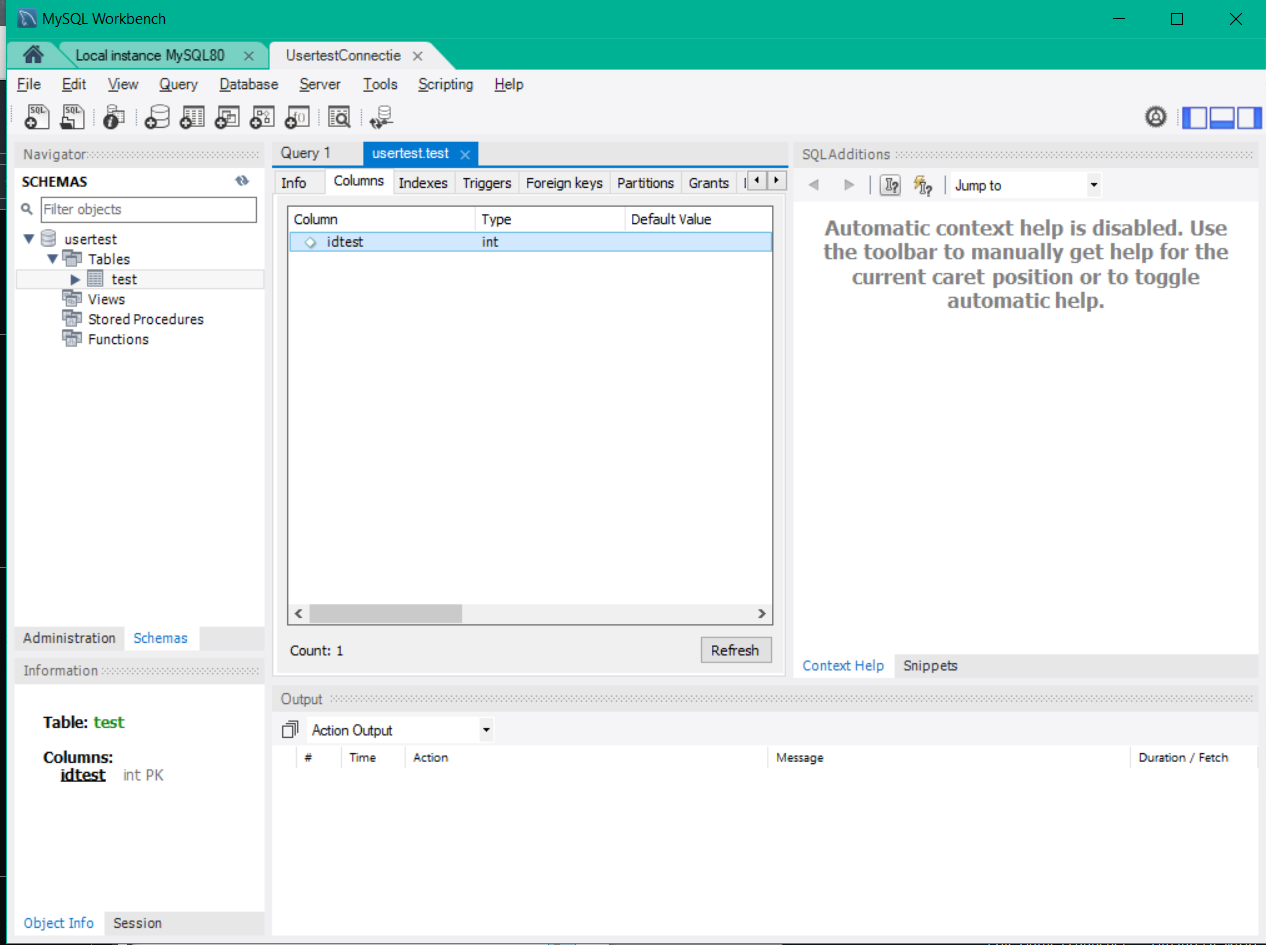 MySQL Workbench
Local instance MySQL80
UsertestConnectie
File Edit View Query Database Server Tools Scripting Help
Navigator
SCHEMAS
Filter objects
usertest
Tables
test
Views
Stored Procedures
Functions
Administration Schemas
Information
Table: test
Columns:
idtest int PK
Object Info Session
Query 1 usertest.test
Info Columns Indexes Triggers Foreign keys Partitions Grants
Column Type Default Value
idtest int
Count: 1 Refresh
SQLAdditions
Jump to
Automatic context help is disabled. Use
the toolbar to manually get help for the
current caret position or to toggle
automatic help.
Context Help Snippets
Output
Action Output
# Time Action Message Duration / Fetch